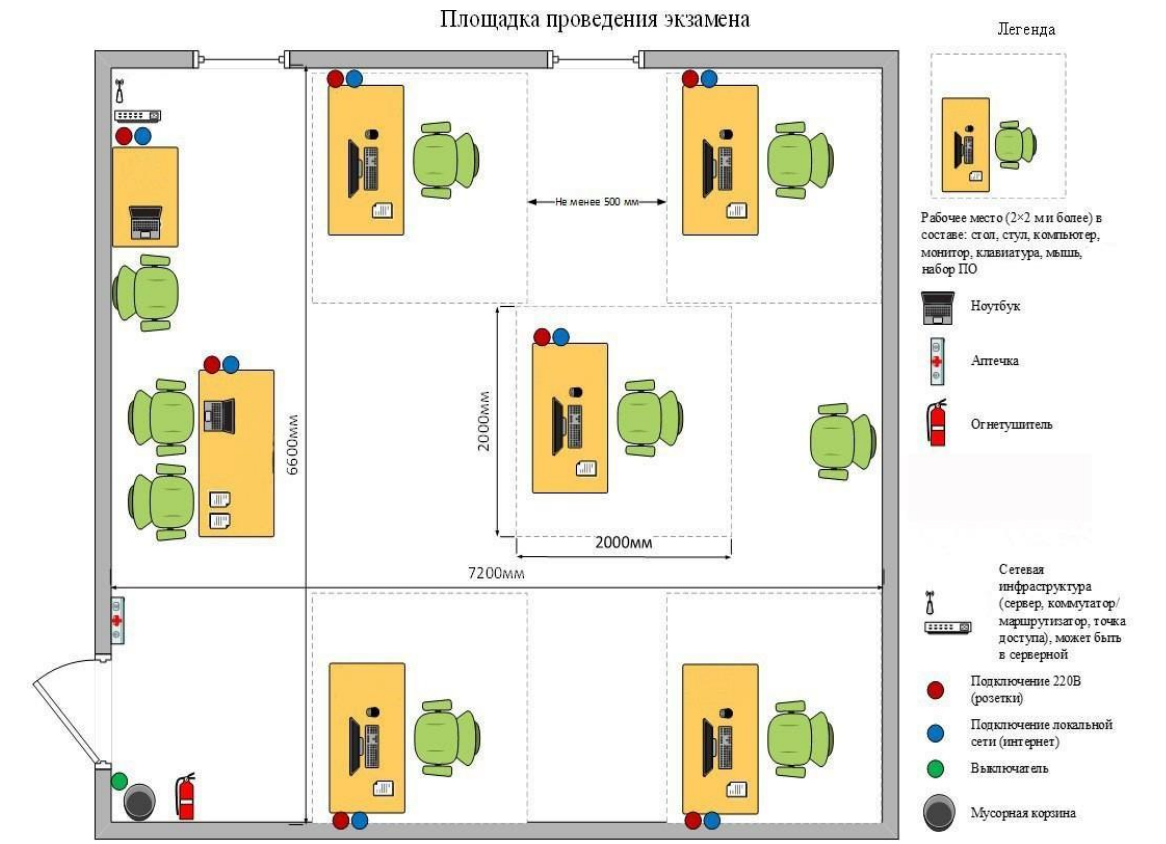 Площадка проведения экзамена
Легенда
Не менее 500 мм
Рабочее место (2×2 м и более) в
составе: стол, стул, компьютер,
монитор, клавиатура, мышь,
набор ПО
Ноутбук
Аптечка
Огнетушитель
6600мм
2000мм
2000мм
7200мм
Сетевая
инфраструктура
(сервер, коммутатор/
маршрутизатор, точка
доступа), может быть
в серверной
Подключение 220В
(розетки)
Подключение локальной
сети (интернет)
Выключатель
Мусорная корзина